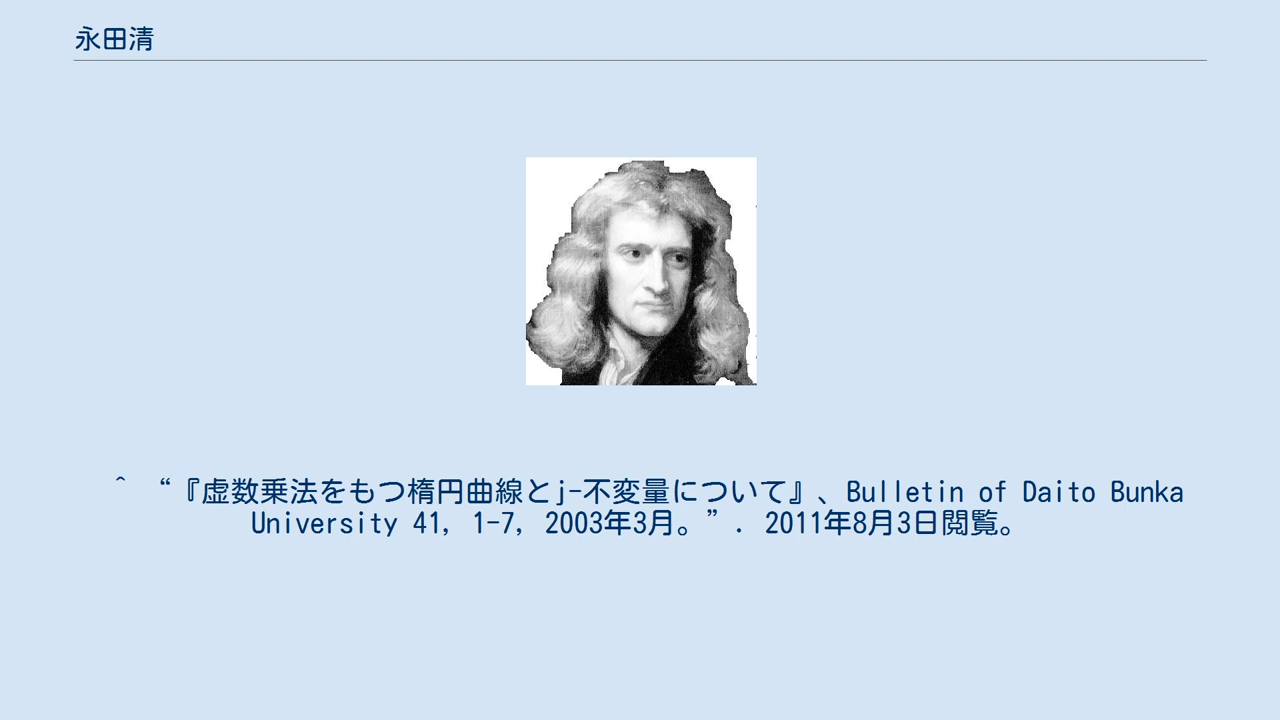 永田清
^ “『虚数乗法をもつ楕円曲線とj-不変量について』、Bulletin of Daito Bunka
University 41, 1-7, 2003年3月。”. 2011年8月3日閲覧。